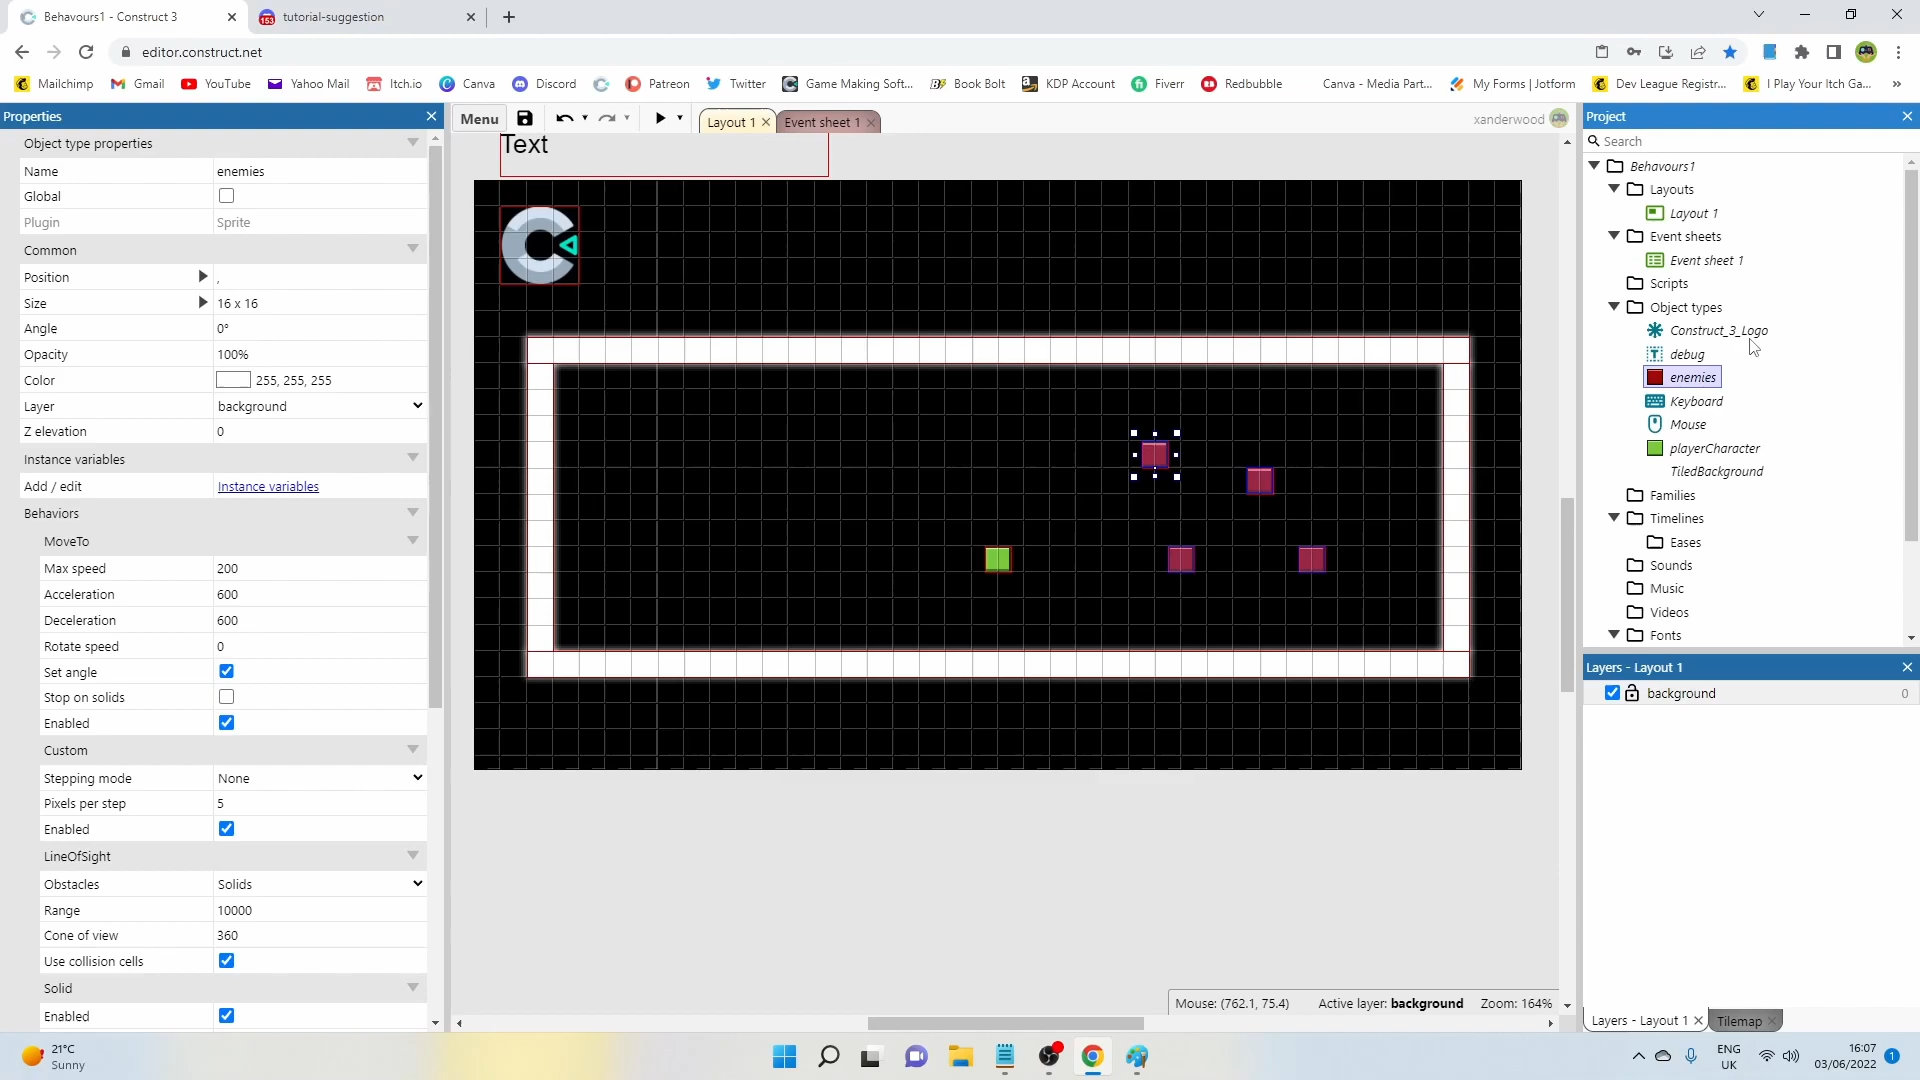 Behavours1 - Construct 3
153
tutorial-suggestion
editor.construct.net
Mailchimp
Gmail
YouTube
Yahoo Mail
Itch.io
Canva
Discord
Patreon
Twitter
Game Making Soft...
Book Bolt
KDP Account
Fiverr
Redbubble
Canva - Media Part...
My Forms | Jotform
Dev League Registr...
I Play Your Itch Ga...
»
Properties
Object type properties
Name enemies
Global
Plugin Sprite
Common
Position ,
Size 16 x 16
Angle 0°
Opacity 100%
Color 255, 255, 255
Layer background
Z elevation 0
Instance variables
Add / edit Instance variables
Behaviors
MoveTo
Max speed 200
Acceleration 600
Deceleration 600
Rotate speed 0
Set angle
Stop on solids
Enabled
Custom
Stepping mode None
Pixels per step 5
Enabled
LineOfSight
Obstacles Solids
Range 10000
Cone of view 360
Use collision cells
Solid
Enabled
Menu
Layout 1
Event sheet 1
xanderwood
Text
Mouse: (762.1, 75.4) Active layer: background Zoom: 164%
Project
Search
Behavours1
Layouts
Layout 1
Event sheets
Event sheet 1
Scripts
Object types
Construct_3_Logo
debug
enemies
Keyboard
Mouse
playerCharacter
TiledBackground
Families
Timelines
Eases
Sounds
Music
Videos
Fonts
Layers - Layout 1
background 0
Layers - Layout 1
Tilemap
21°C
Sunny
ENG
UK
16:07
03/06/2022
1